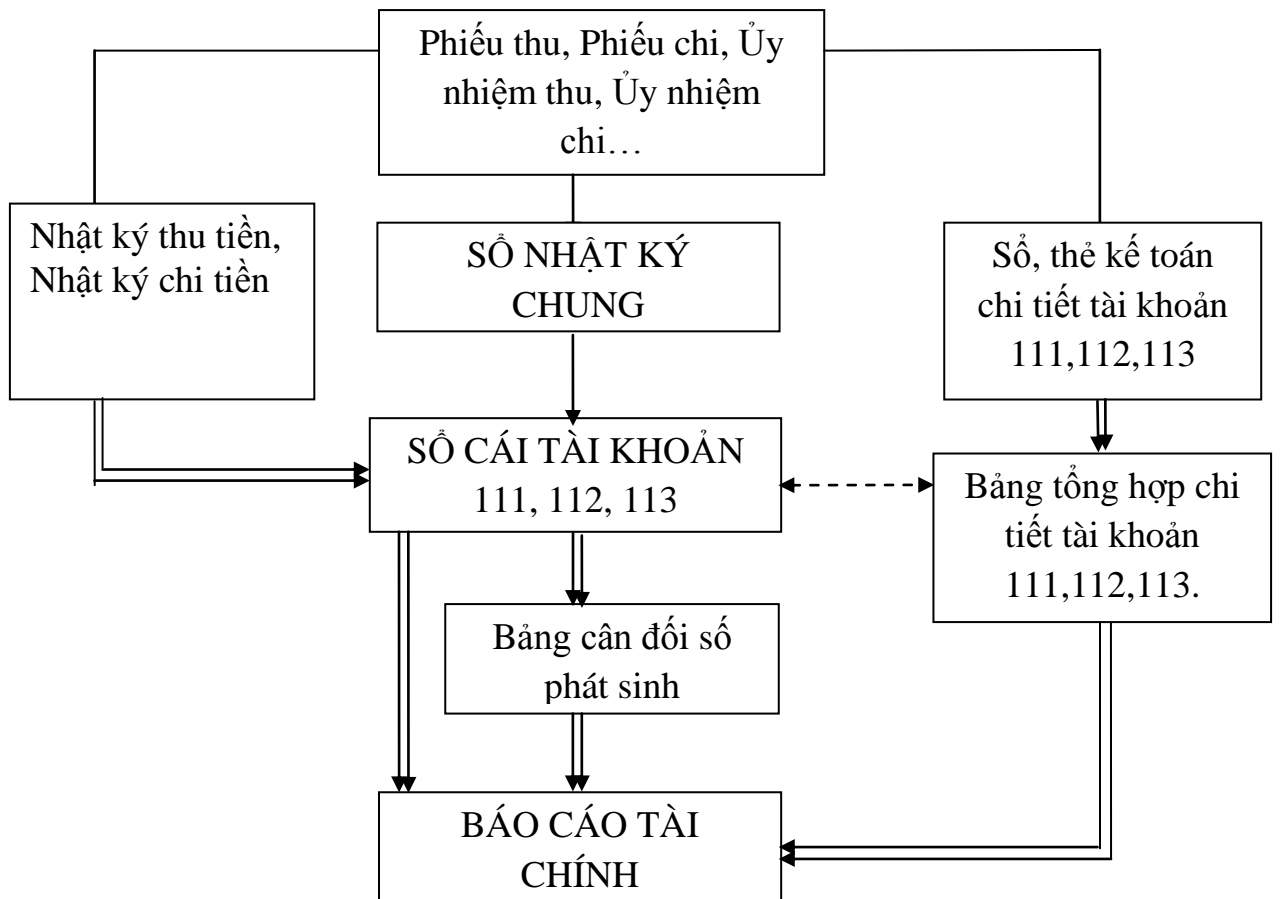 Phiếu thu, Phiếu chi, Ủy
nhiệm thu, Ủy nhiệm
chi…
Nhật ký thu tiền,
Nhật ký chi tiền
SỔ NHẬT KÝ
CHUNG
Sổ, thẻ kế toán
chi tiết tài khoản
111,112,113
SỔ CÁI TÀI KHOẢN
111, 112, 113
Bảng tổng hợp chi
tiết tài khoản
111,112,113.
Bảng cân đối số
phát sinh
BÁO CÁO TÀI
CHÍNH